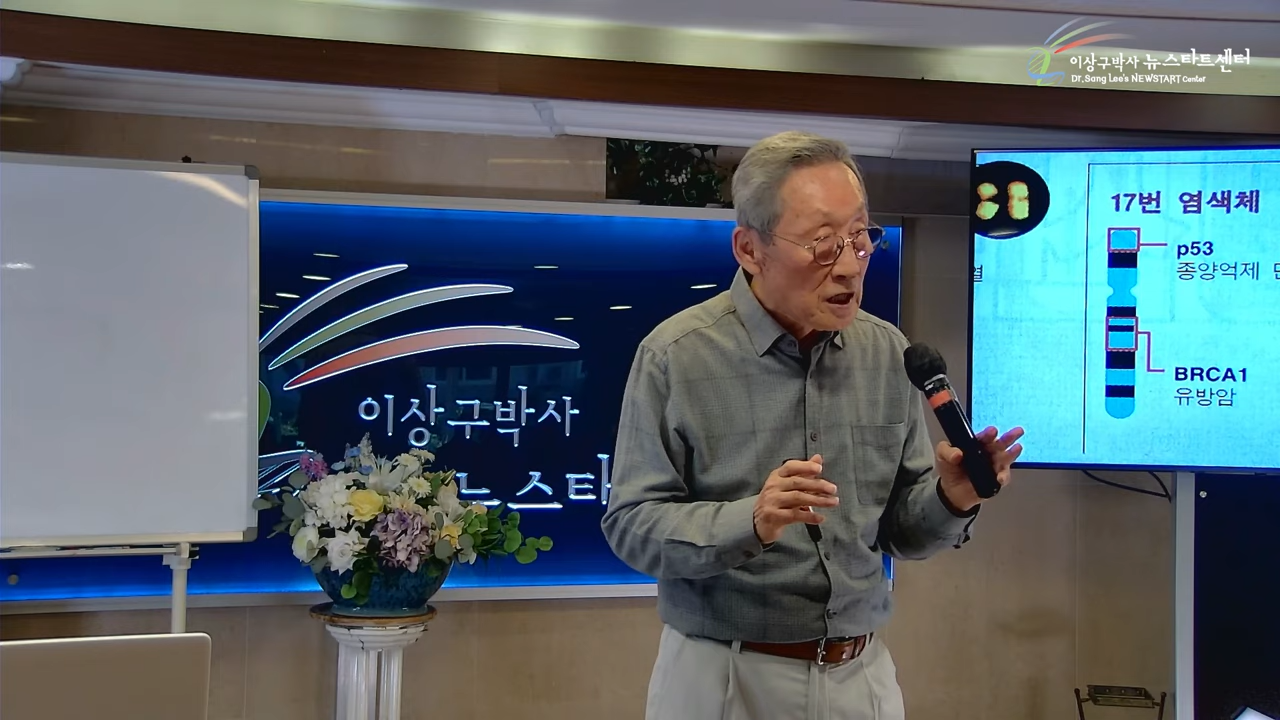 이상구박사 뉴스타트센터
Dr. Sang Lee's NEWSTART Center
이상구박사
뉴스타
17번 염색체
p53
종양억제
BRCA1
유방암